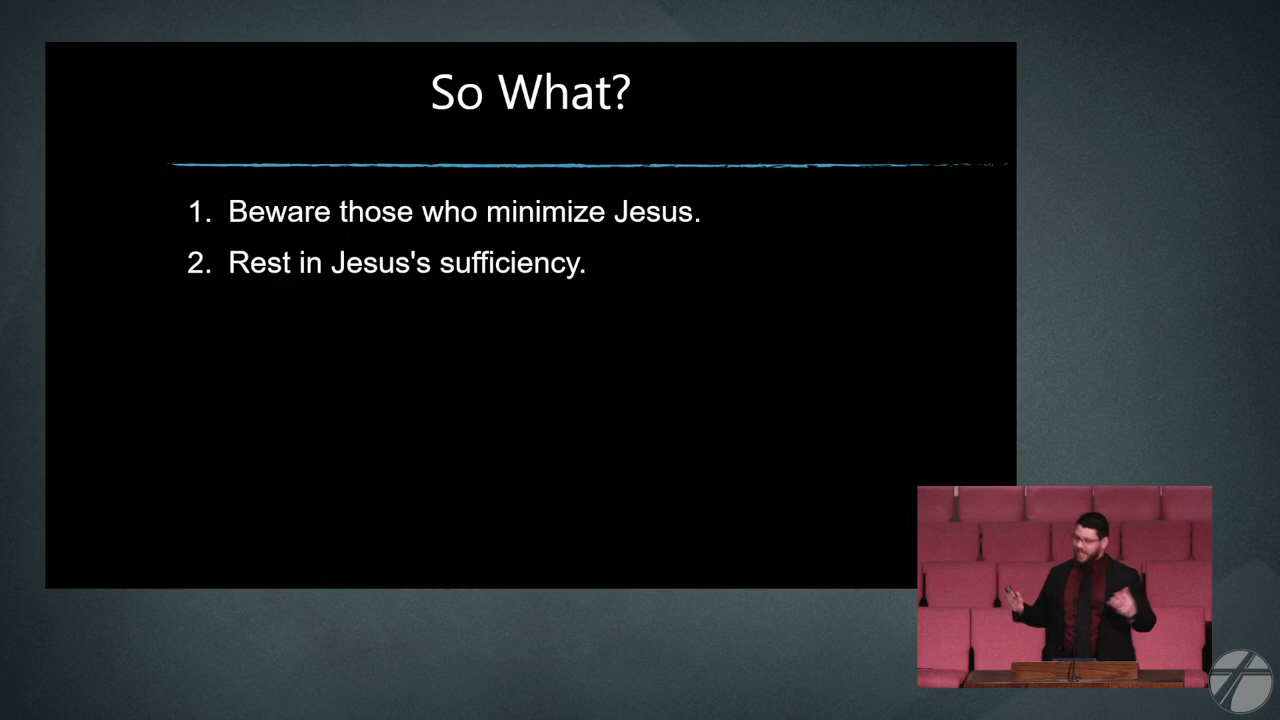 So What?
1. Beware those who minimize Jesus.
2. Rest in Jesus's sufficiency.